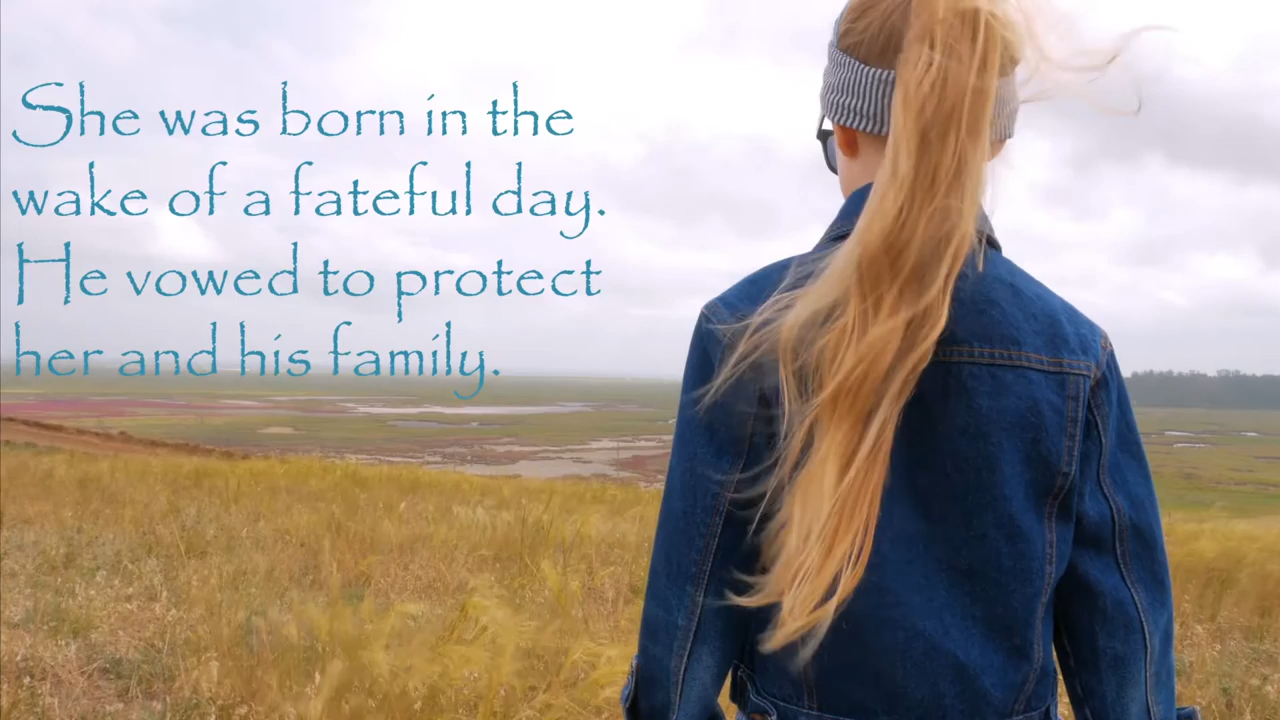 She was born in the
wake of a fateful day.
He vowed to protect
her and his family.